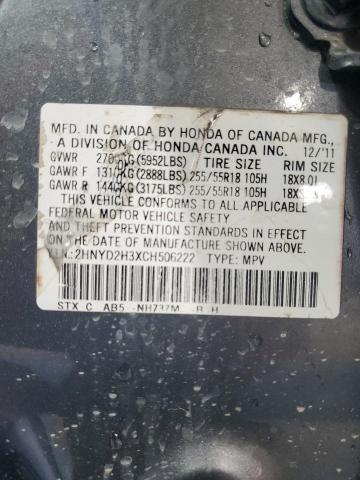 MFD. IN CANADA BY HONDA OF CANADA MFG.,
A DIVISION OF HONDA CANADA INC. 12/'11
GVWR (5952LBS) TIRE SIZE RIM SIZE
GAWR F 1310KG(2888LBS) 255/55R18 105H 18X8.0J
GAWR R 1440KG(3175LBS) 255/55R18 105H
THIS VEHICLE CONFORMS TO ALL APPLICABLE
FEDERAL MOTOR VEHICLE SAFETY
STANDARDS IN EFFECT ON THE DATE OF
MANUFACTURE SHOWN ABOVE.
V.I.N.:2HNYD2H3XCH506222 TYPE: MPV
STX C AB5 NH737M B H